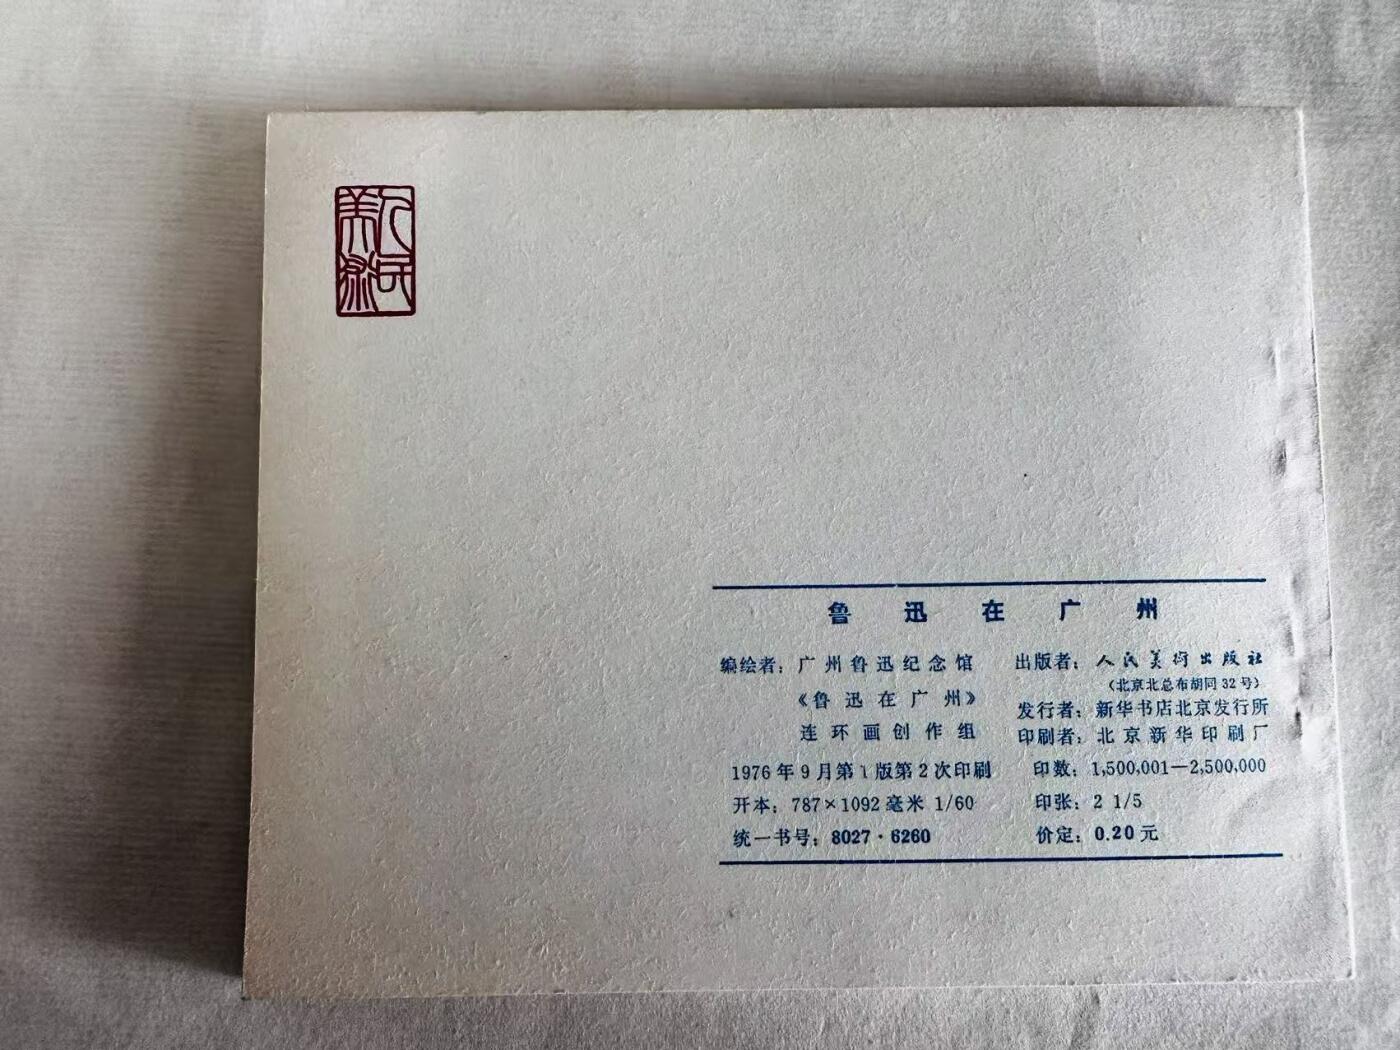 人民美术
鲁迅在广州
编绘者：广州鲁迅纪念馆
《鲁迅在广州》
连环画创作组
1976年9月第1版第2次印刷
开本：787×1092毫米 1/60
统一书号：8027·6260
出版者：人民美术出版社
（北京北总布胡同32号）
发行者：新华书店北京发行所
印刷者：北京新华印刷厂
印数：1,500,001—2,500,000
印张：2 1/5
价定：0.20元